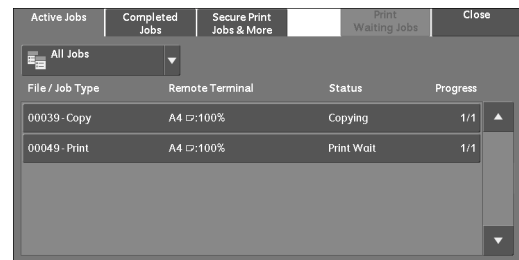 Active Jobs
Completed Jobs
Secure Print Jobs & More
Print Waiting Jobs
Close
All Jobs
File / Job Type Remote Terminal Status Progress
00039 - Copy A4 :100% Copying 1/1
00049 - Print A4 :100% Print Wait 1/1